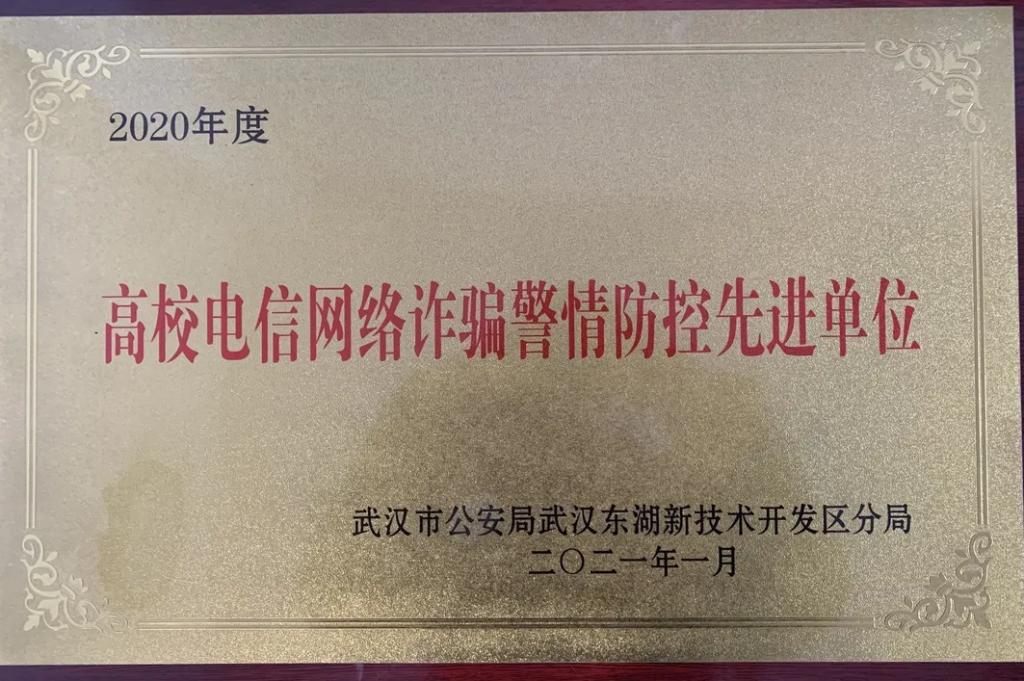 2020年度
高校电信网络诈骗警情防控先进单位
武汉市公安局武汉东湖新技术开发区分局
二〇二一年一月